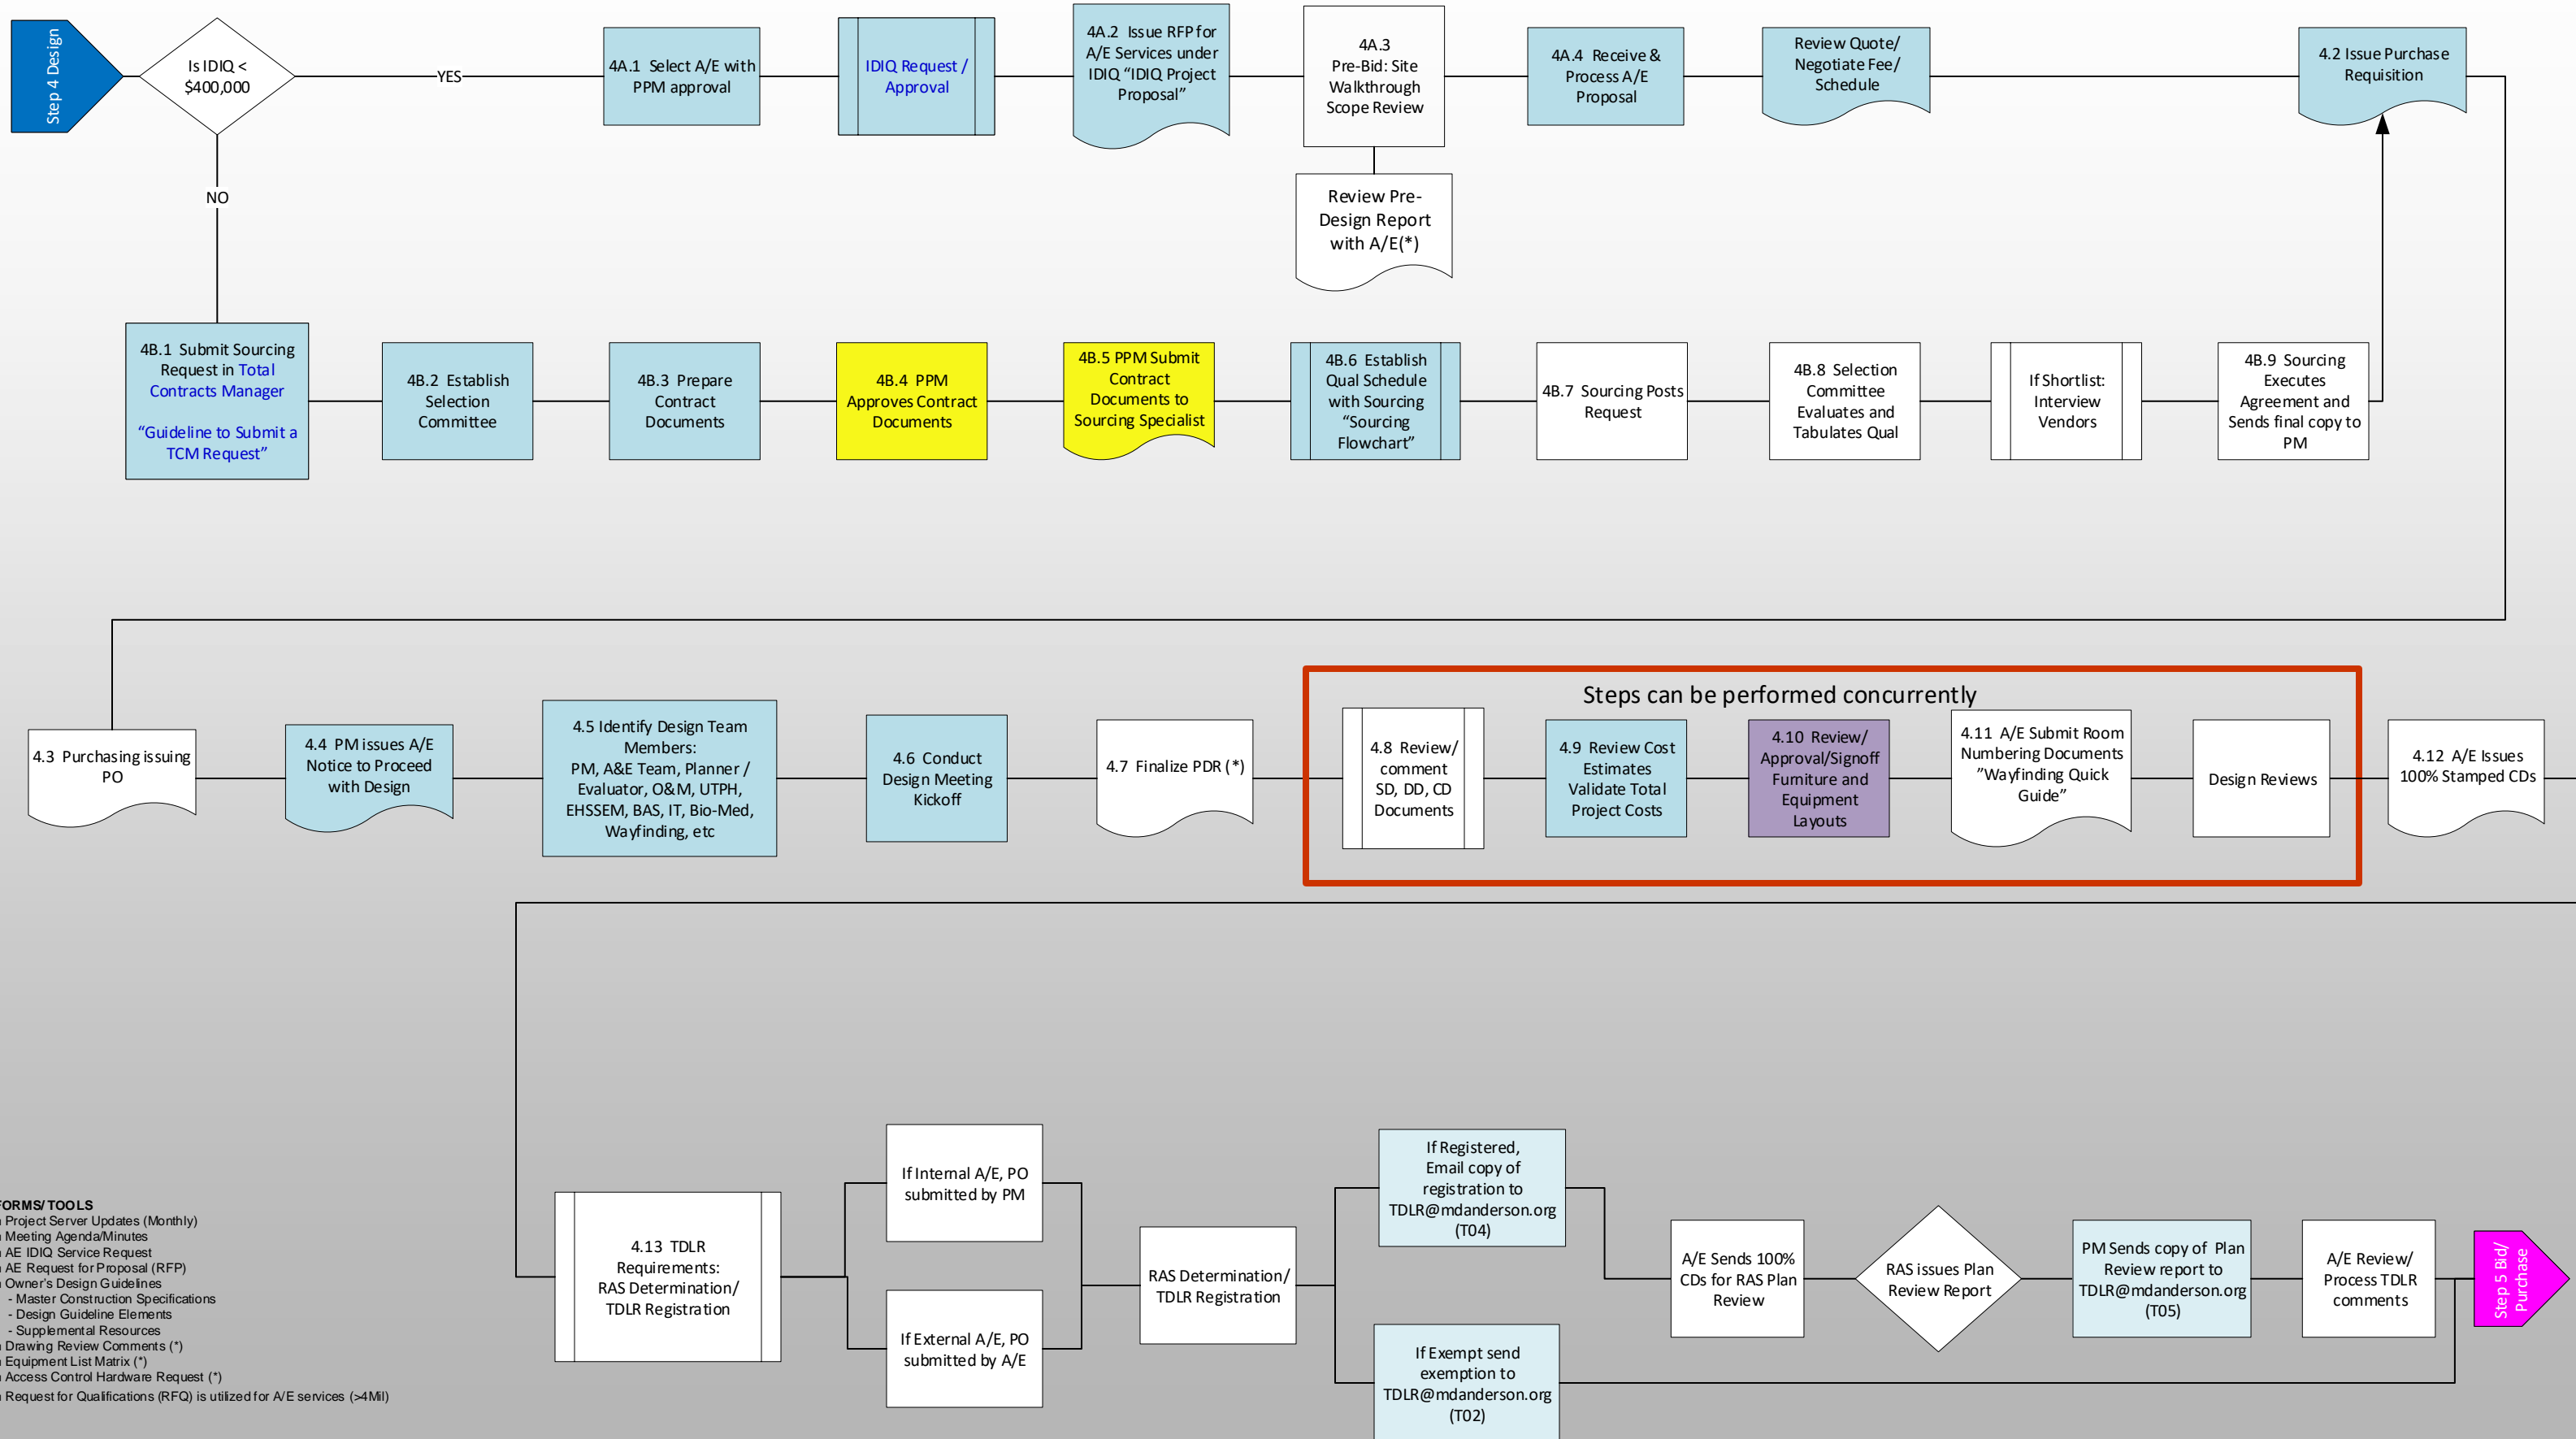 Step 4 Design
Is IDIQ <
$400,000
YES
4A.1 Select A/E with
PPM approval
IDIQ Request /
Approval
4A.2 Issue RFP for
A/E Services under
IDIQ “IDIQ Project
Proposal”
4A.3
Pre-Bid: Site
Walkthrough
Scope Review
4A.4 Receive &
Process A/E
Proposal
Review Quote/
Negotiate Fee/
Schedule
4.2 Issue Purchase
Requisition
NO
Review Pre-
Design Report
with A/E(*)
4B.1 Submit Sourcing
Request in Total
Contracts Manager
“Guideline to Submit a
TCM Request”
4B.2 Establish
Selection
Committee
4B.3 Prepare
Contract
Documents
4B.4 PPM
Approves Contract
Documents
4B.5 PPM Submit
Contract
Documents to
Sourcing Specialist
4B.6 Establish
Qual Schedule
with Sourcing
“Sourcing
Flowchart”
4B.7 Sourcing Posts
Request
4B.8 Selection
Committee
Evaluates and
Tabulates Qual
If Shortlist:
Interview
Vendors
4B.9 Sourcing
Executes
Agreement and
Sends final copy to
PM
Steps can be performed concurrently
4.3 Purchasing issuing
PO
4.4 PM issues A/E
Notice to Proceed
with Design
4.5 Identify Design Team
Members:
PM, A&E Team, Planner /
Evaluator, O&M, UTPH,
EHSSEM, BAS, IT, Bio-Med,
Wayfinding, etc
4.6 Conduct
Design Meeting
Kickoff
4.7 Finalize PDR (*)
4.8 Review/
comment
SD, DD, CD
Documents
4.9 Review Cost
Estimates
Validate Total
Project Costs
4.10 Review/
Approval/Signoff
Furniture and
Equipment
Layouts
4.11 A/E Submit Room
Numbering Documents
”Wayfinding Quick
Guide”
Design Reviews
4.12 A/E Issues
100% Stamped CDs
4.13 TDLR
Requirements:
RAS Determination/
TDLR Registration
If Internal A/E, PO
submitted by PM
If External A/E, PO
submitted by A/E
RAS Determination/
TDLR Registration
If Registered,
Email copy of
registration to
TDLR@mdanderson.org
(T04)
If Exempt send
exemption to
TDLR@mdanderson.org
(T02)
A/E Sends 100%
CDs for RAS Plan
Review
RAS issues Plan
Review Report
PM Sends copy of Plan
Review report to
TDLR@mdanderson.org
(T05)
A/E Review/
Process TDLR
comments
Step 5 Bid/
Purchase
FORMS/TOOLS
Project Server Updates (Monthly)
Meeting Agenda/Minutes
AE IDIQ Service Request
AE Request for Proposal (RFP)
Owner's Design Guidelines
- Master Construction Specifications
- Design Guideline Elements
- Supplemental Resources
Drawing Review Comments (*)
Equipment List Matrix (*)
Access Control Hardware Request (*)
Request for Qualifications (RFQ) is utilized for A/E services (>4Mil)